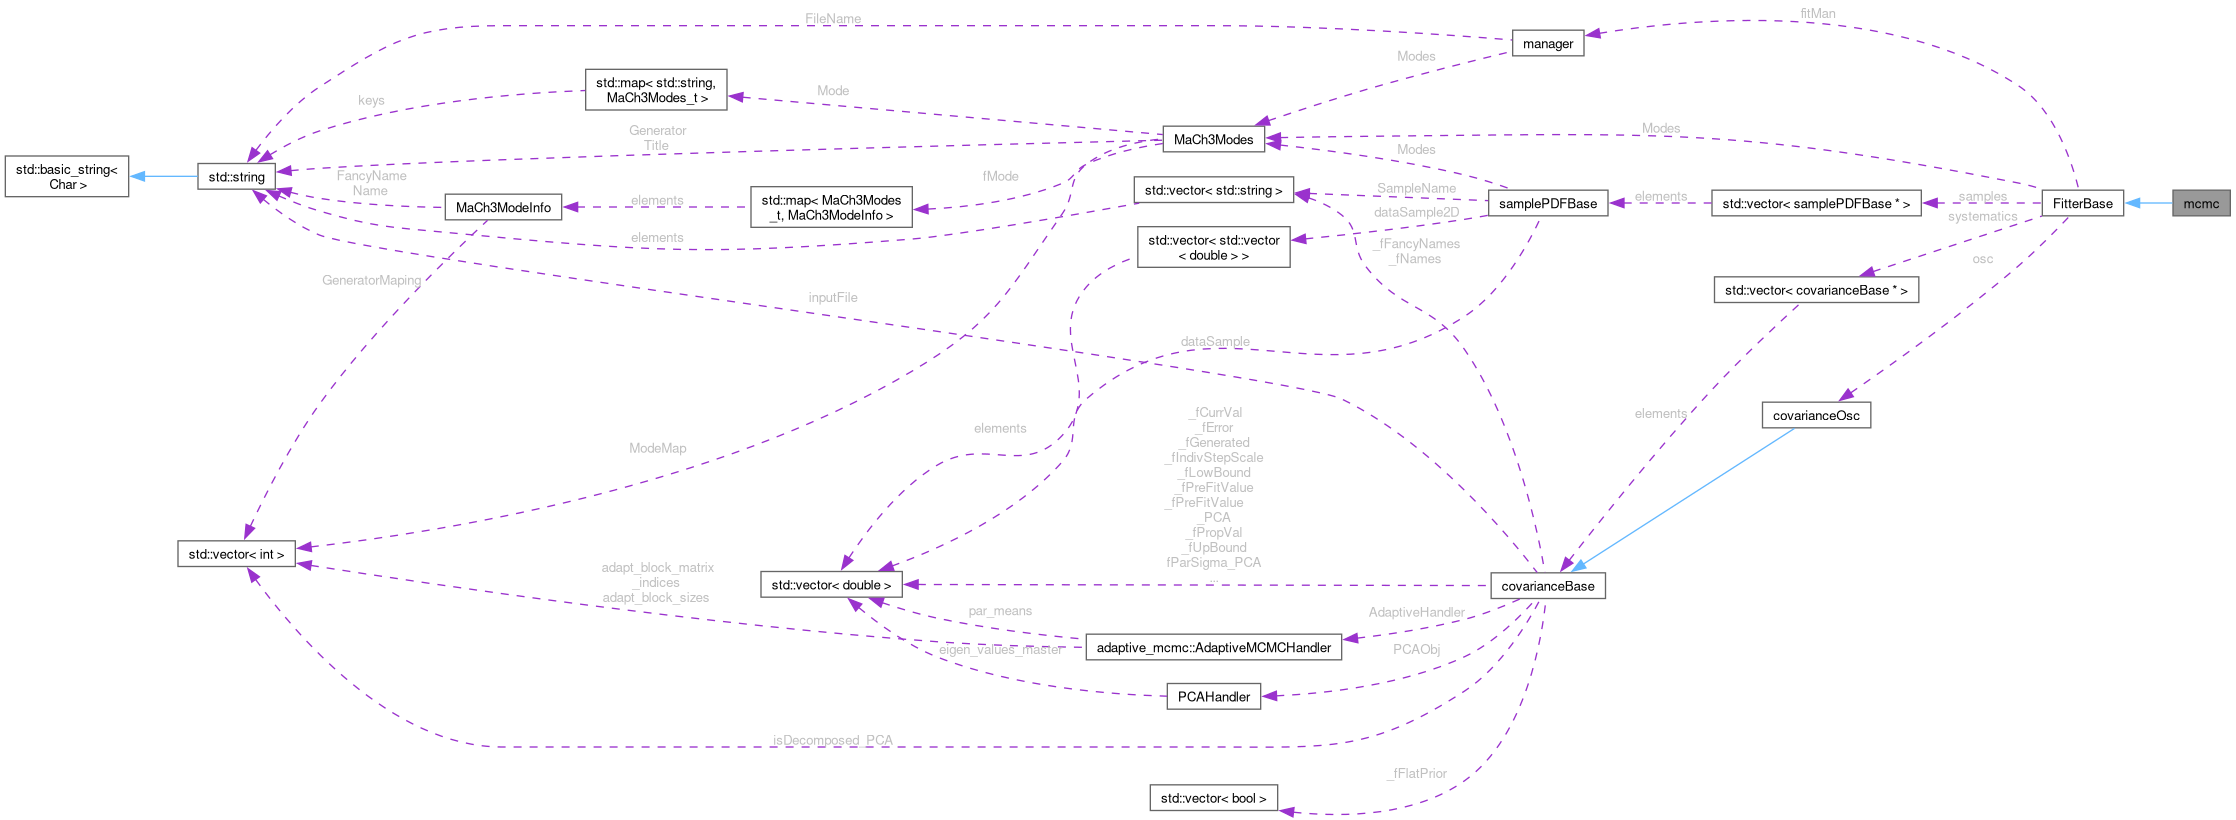 FileName
fitMan
manager
Modes
std::map< std::string,
MaCh3Modes_t >
Mode
keys
Generator
Title
MaCh3Modes
Modes
Modes
std::basic_string<
Char >
std::string
FancyName
Name
MaCh3ModeInfo
elements
std::map< MaCh3Modes
_t, MaCh3ModeInfo >
fMode
std::vector< std::string >
SampleName
samplePDFBase
elements
std::vector< samplePDFBase * >
samples
FitterBase
mcmc
dataSample2D
systematics
elements
std::vector< std::vector
< double > >
_fFancyNames
_fNames
osc
GeneratorMaping
inputFile
std::vector< covarianceBase * >
dataSample
_fCurrVal
_fError
_fGenerated
_fIndivStepScale
_fLowBound
_fPreFitValue
_fPreFitValue
_PCA
_fPropVal
_fUpBound
fParSigma_PCA
...
elements
covarianceOsc
elements
ModeMap
std::vector< int >
adapt_block_matrix
_indices
adapt_block_sizes
std::vector< double >
covarianceBase
par_means
AdaptiveHandler
adaptive_mcmc::AdaptiveMCMCHandler
eigen_values_master
PCAObj
PCAHandler
isDecomposed_PCA
_fFlatPrior
std::vector< bool >